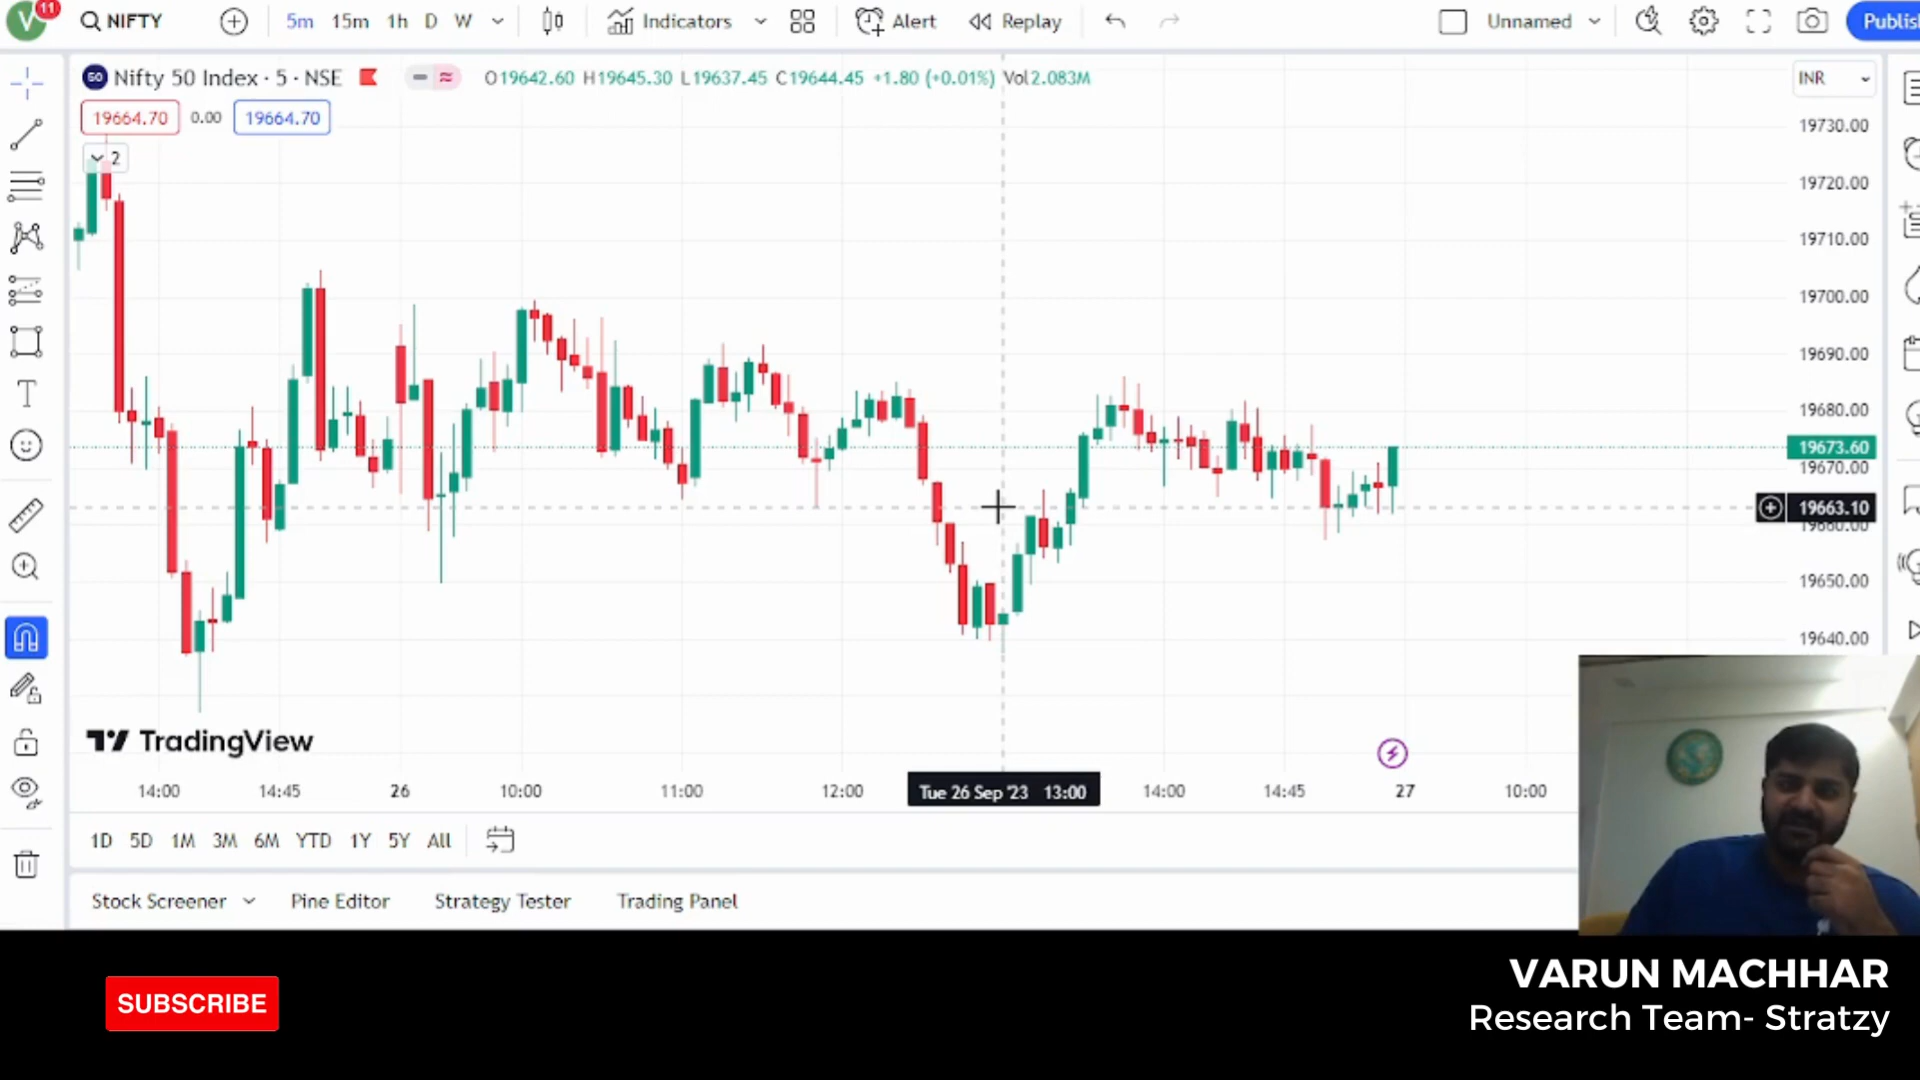 V 11 NIFTY 5m 15m 1h D W Indicators Alert Replay Unnamed Publis
50 Nifty 50 Index · 5 · NSE O19642.60 H19645.30 L19637.45 C19644.45 +1.80 (+0.01%) Vol2.083M INR
19664.70 0.00 19664.70
2
19730.00
19720.00
19710.00
19700.00
19690.00
19680.00
19673.60
19670.00
19663.10
19660.00
19650.00
19640.00
TradingView
14:00 14:45 26 10:00 11:00 12:00 Tue 26 Sep '23 13:00 14:00 14:45 27 10:00
1D 5D 1M 3M 6M YTD 1Y 5Y All
Stock Screener Pine Editor Strategy Tester Trading Panel
SUBSCRIBE
VARUN MACHHAR
Research Team- Stratzy